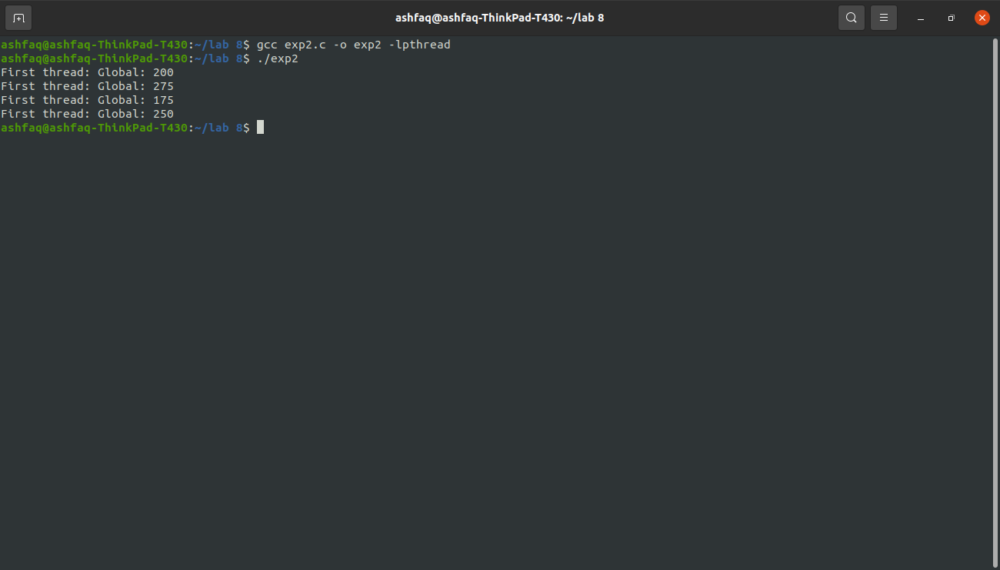 ashfaq@ashfaq-ThinkPad-T430: ~/lab 8
ashfaq@ashfaq-ThinkPad-T430:~/lab 8$ gcc exp2.c -o exp2 -lpthread
ashfaq@ashfaq-ThinkPad-T430:~/lab 8$ ./exp2
First thread: Global: 200
First thread: Global: 275
First thread: Global: 175
First thread: Global: 250
ashfaq@ashfaq-ThinkPad-T430:~/lab 8$